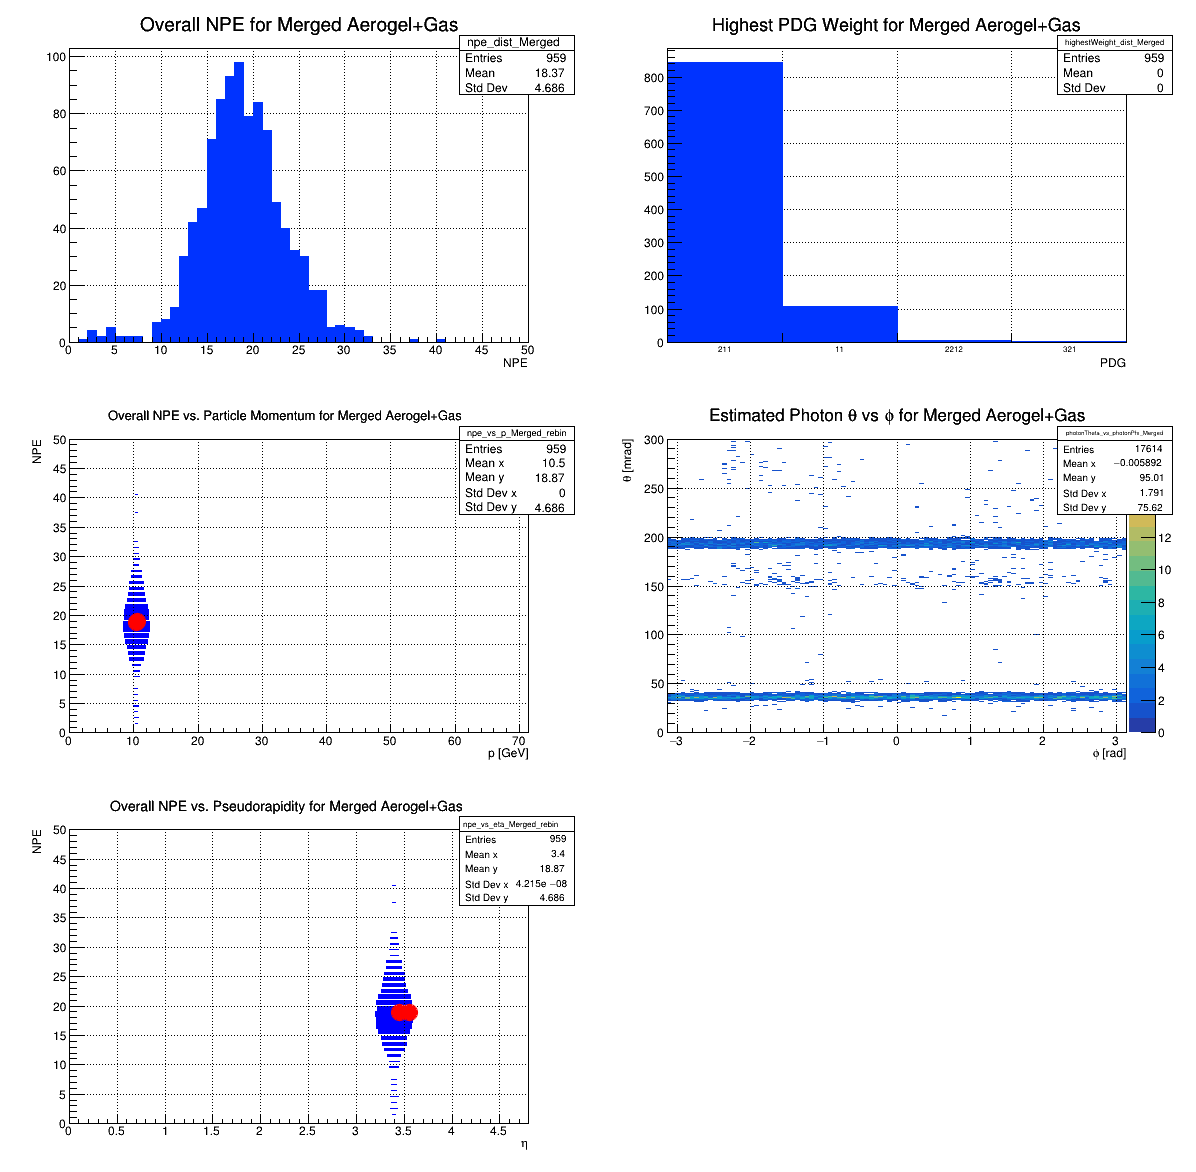 Overall NPE for Merged Aerogel+Gas
npe_dist_Merged
Entries 959
Mean 18.37
Std Dev 4.686
100
80
60
40
20
0
0 5 10 15 20 25 30 35 40 45 50
NPE
Highest PDG Weight for Merged Aerogel+Gas
highestWeight_dist_Merged
Entries 959
Mean 0
Std Dev 0
800
700
600
500
400
300
200
100
0
211 11 2212 321
PDG
Overall NPE vs. Particle Momentum for Merged Aerogel+Gas
npe_vs_p_Merged_rebin
Entries 959
Mean x 10.5
Mean y 18.87
Std Dev x 0
Std Dev y 4.686
NPE
50
45
40
35
30
25
20
15
10
5
0
0 10 20 30 40 50 60 70
p [GeV]
Estimated Photon θ vs ϕ for Merged Aerogel+Gas
photonTheta_vs_photonPhi_Merged
Entries 17614
Mean x −0.005892
Mean y 95.01
Std Dev x 1.791
Std Dev y 75.62
θ [mrad]
300
250
200
150
100
50
0
−3 −2 −1 0 1 2 3
ϕ [rad]
12
10
8
6
4
2
0
Overall NPE vs. Pseudorapidity for Merged Aerogel+Gas
npe_vs_eta_Merged_rebin
Entries 959
Mean x 3.4
Mean y 18.87
Std Dev x 4.215e −08
Std Dev y 4.686
NPE
50
45
40
35
30
25
20
15
10
5
0
0 0.5 1 1.5 2 2.5 3 3.5 4 4.5
η